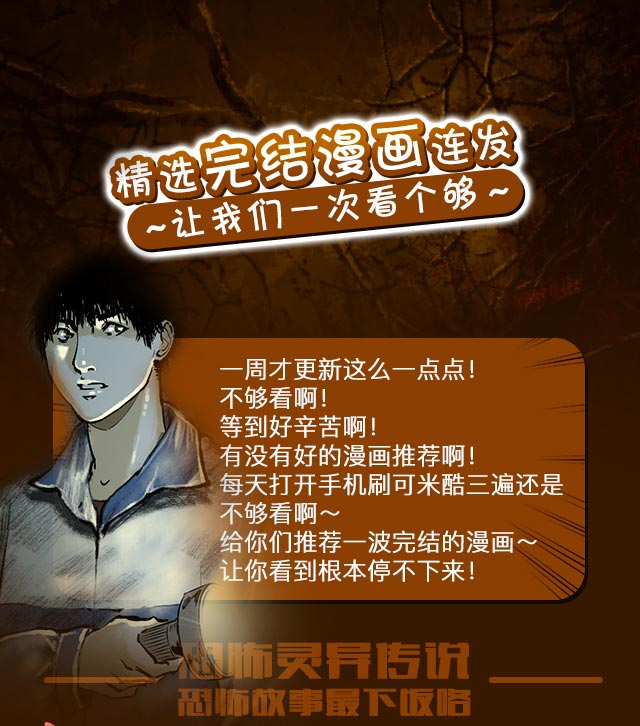 精选完结漫画连发
~让我们一次看个够~
一周才更新这么一点点！
不够看啊！
等到好辛苦啊！
有没有好的漫画推荐啊！
每天打开手机刷可米酷三遍还是
不够看啊~
给你们推荐一波完结的漫画~
让你看到根本停不下来！
恐怖灵异传说
恐怖故事最下饭咯